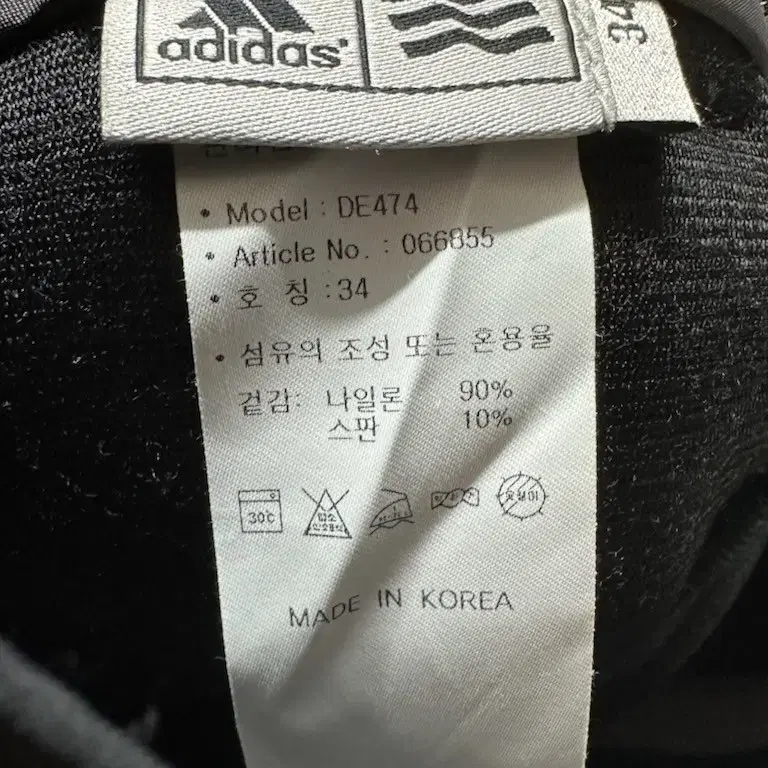 adidas
34
• Model : DE474
• Article No. : 066855
• 호 칭 : 34
• 섬유의 조성 또는 혼용율
겉감: 나일론 90%
스판 10%
30℃
MADE IN KOREA